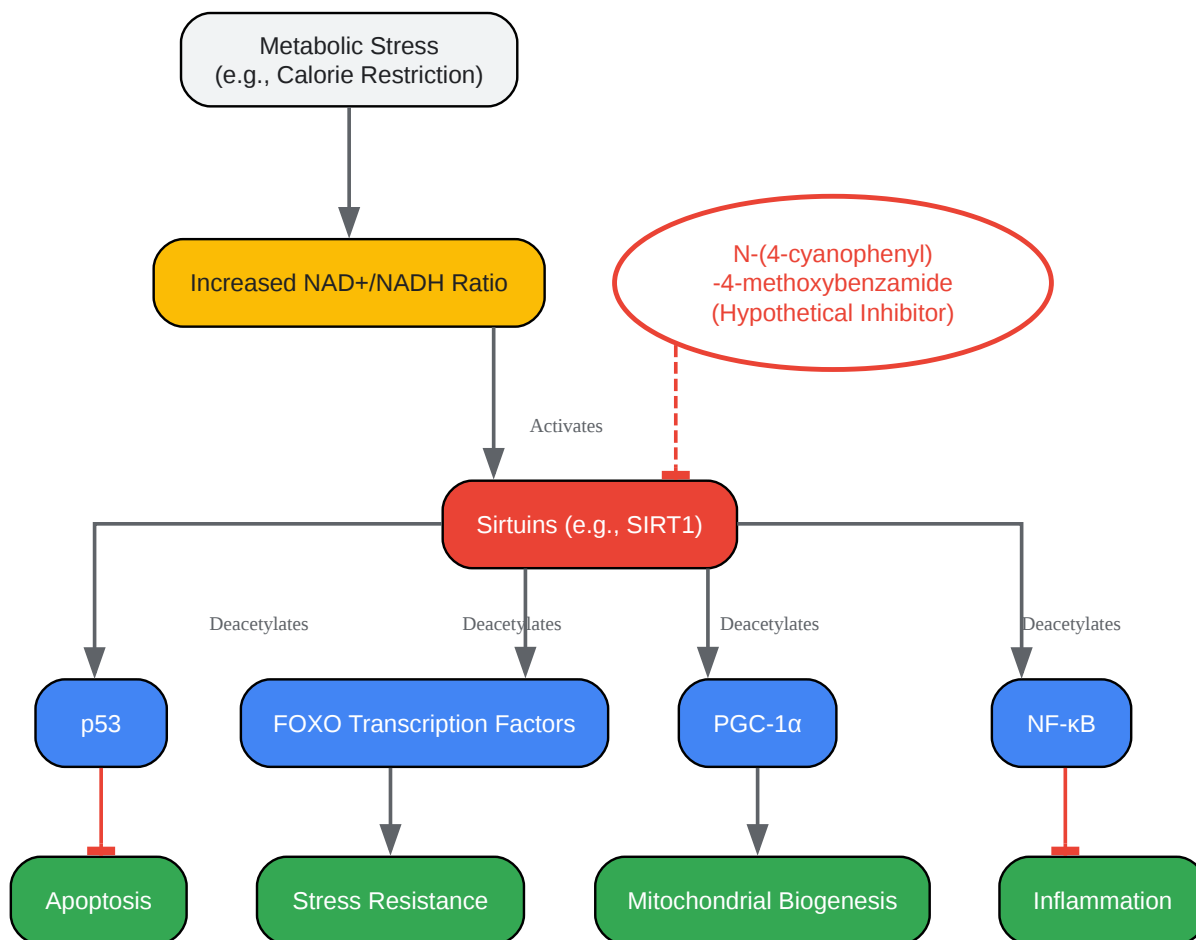 Metabolic Stress
(e.g., Calorie Restriction)
Increased NAD+/NADH Ratio
N-(4-cyanophenyl)
-4-methoxybenzamide
(Hypothetical Inhibitor)
Activates
Sirtuins (e.g., SIRT1)
Deacetylates
Deacetylates
Deacetylates
Deacetylates
p53
FOXO Transcription Factors
PGC-1α
NF-κB
Apoptosis
Stress Resistance
Mitochondrial Biogenesis
Inflammation